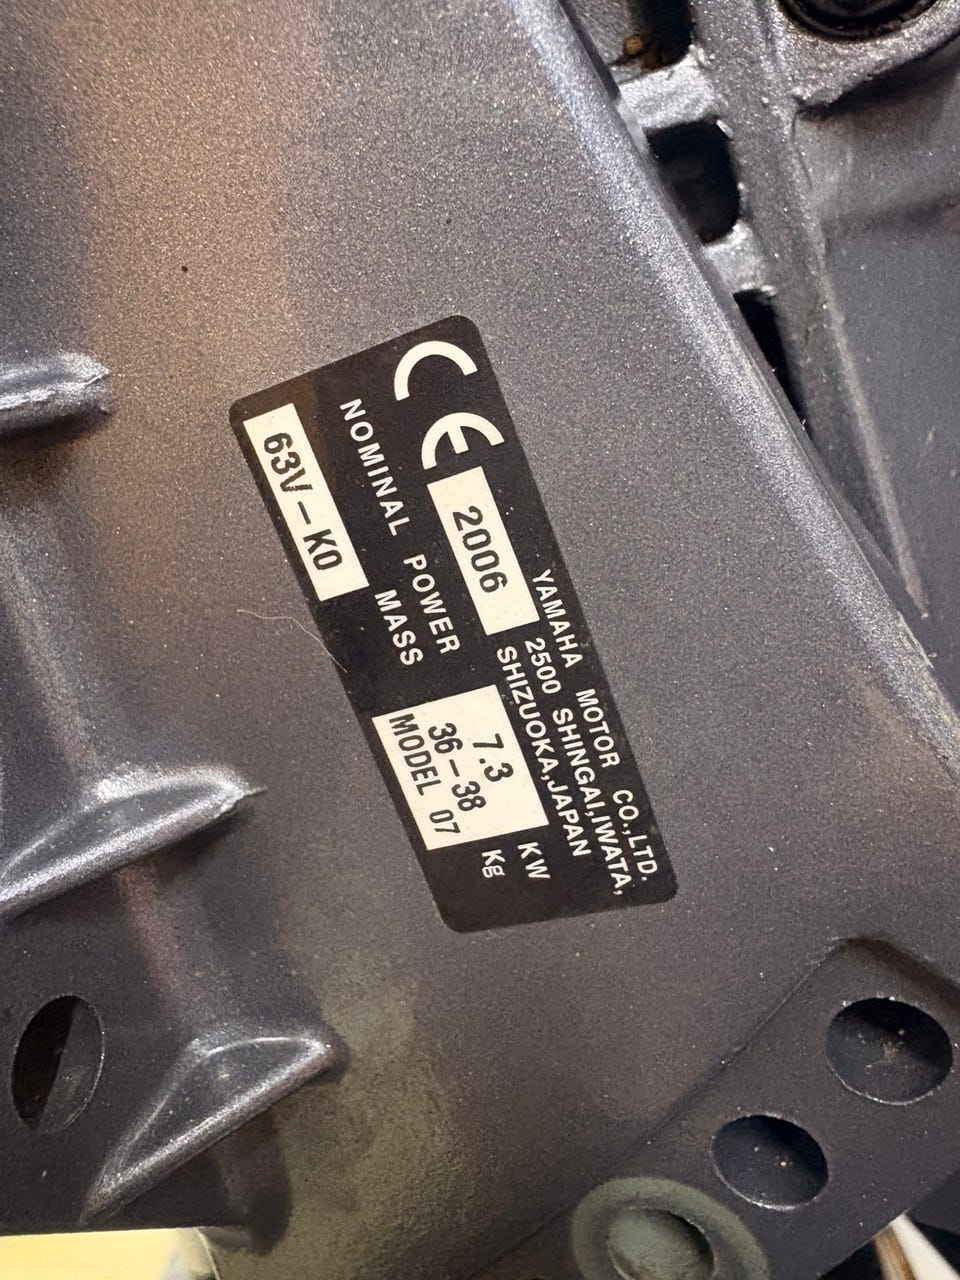 CE 2006 YAMAHA MOTOR CO.,LTD.
2500 SHINGAI,IWATA,
SHIZUOKA,JAPAN
NOMINAL POWER 7.3 KW
MASS 36-38 Kg
63V-K0 MODEL 07